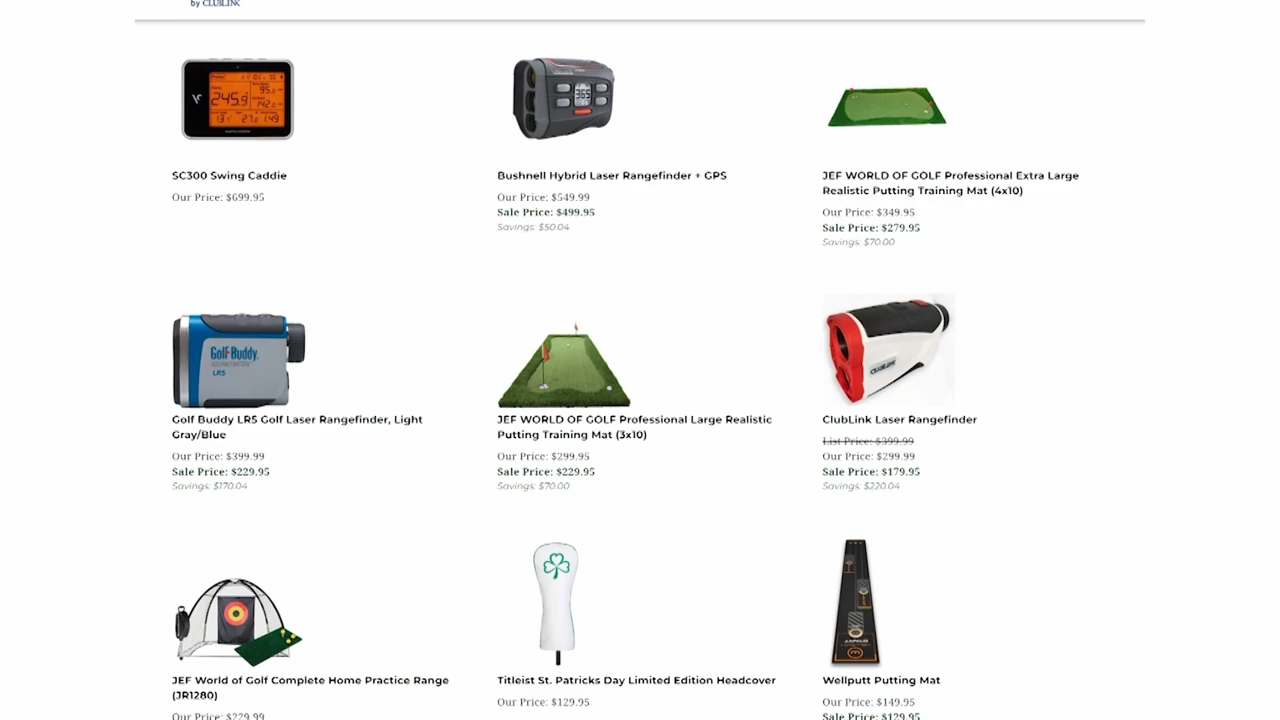 by CLUBLINK
245.9
SC300 Swing Caddie
Our Price: $699.95
365
Bushnell Hybrid Laser Rangefinder + GPS
Our Price: $549.99
Sale Price: $499.95
Savings: $50.04
JEF WORLD OF GOLF Professional Extra Large
Realistic Putting Training Mat (4x10)
Our Price: $349.95
Sale Price: $279.95
Savings: $70.00
GolfBuddy
LR5
Golf Buddy LR5 Golf Laser Rangefinder, Light
Gray/Blue
Our Price: $399.99
Sale Price: $229.95
Savings: $170.04
JEF WORLD OF GOLF Professional Large Realistic
Putting Training Mat (3x10)
Our Price: $299.95
Sale Price: $229.95
Savings: $70.00
CLUBLINK
ClubLink Laser Rangefinder
List Price: $399.99
Our Price: $299.99
Sale Price: $179.95
Savings: $220.04
JEF World of Golf Complete Home Practice Range
(JR1280)
Our Price: $229.99
Titleist St. Patricks Day Limited Edition Headcover
Our Price: $129.95
Wellputt Putting Mat
Our Price: $149.95
Sale Price: $129.95